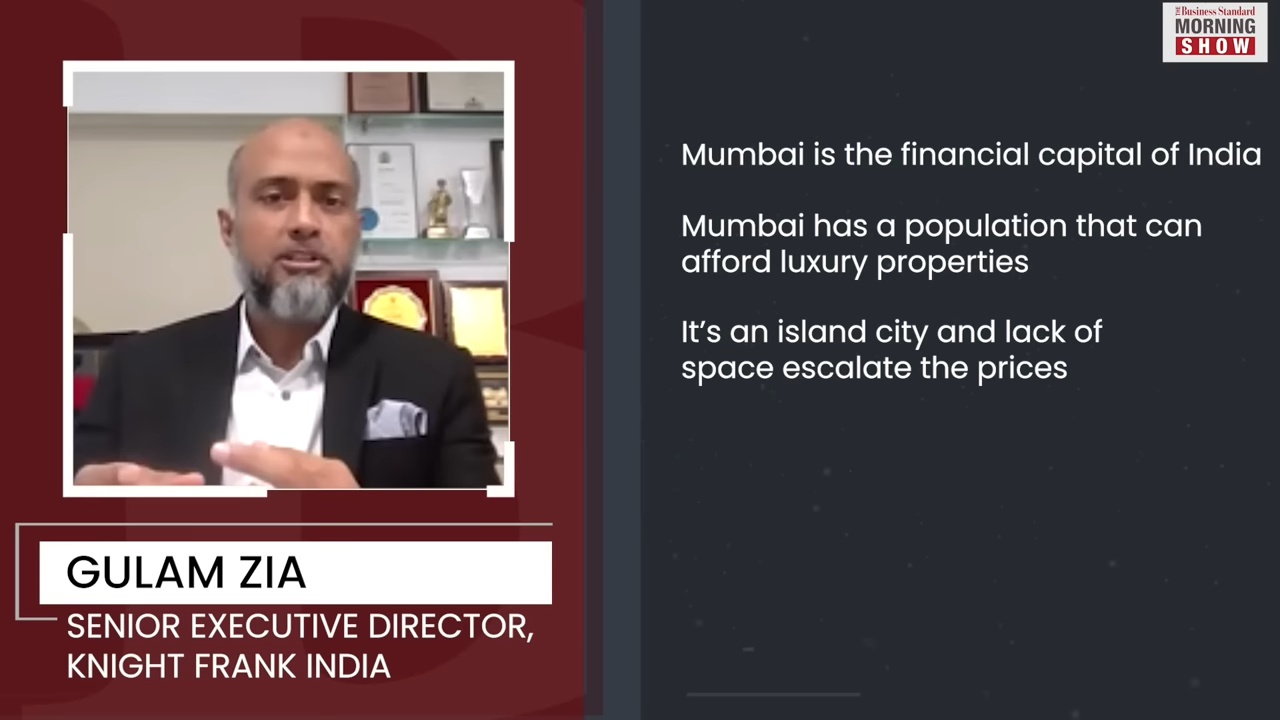 THE Business Standard
MORNING
SHOW
Mumbai is the financial capital of India
Mumbai has a population that can
afford luxury properties
It's an island city and lack of
space escalate the prices
GULAM ZIA
SENIOR EXECUTIVE DIRECTOR,
KNIGHT FRANK INDIA